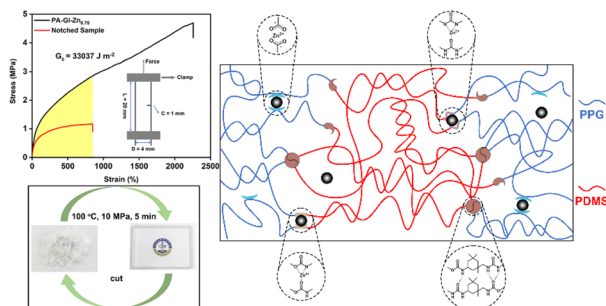 PA-GI-Zn0.75
Notched Sample
Gc = 33037 J m-2
Force
Clamp
L = 20 mm
C = 1 mm
D = 4 mm
Stress (MPa)
5
4
3
2
1
0
0 500 1000 1500 2000 2500
Strain (%)
100 °C, 10 MPa, 5 min
cut
Zn2+
Zn2+
Zn2+
PPG
PDMS